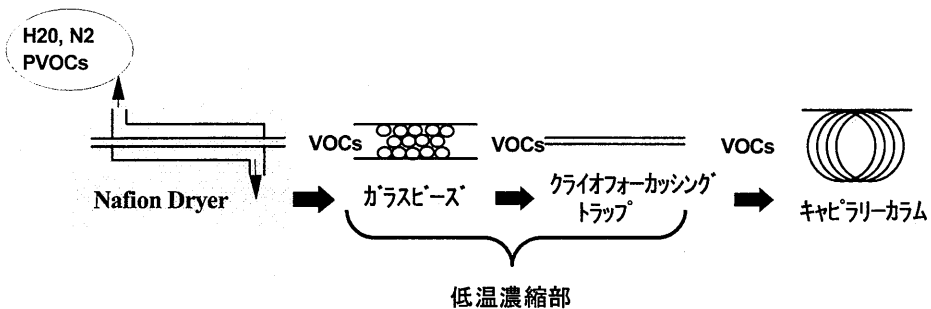 H20, N2
PVOCs
Nafion Dryer
VOCs
ガラスビーズ
VOCs
クライオフォーカッシング
トラップ
VOCs
キャピラリーカラム
低温濃縮部